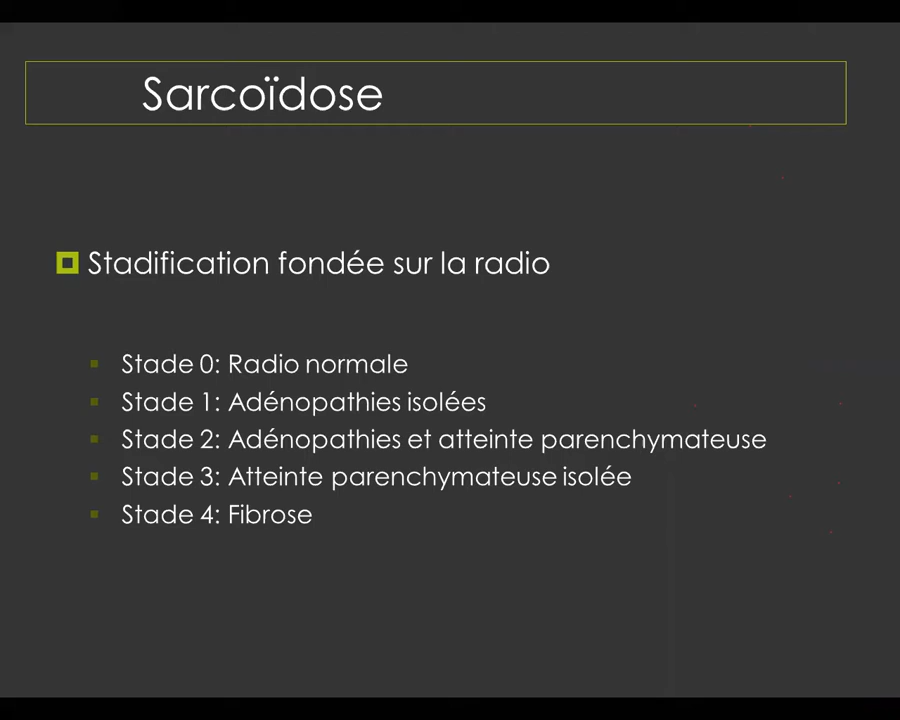 Sarcoïdose
Stadification fondée sur la radio
Stade 0: Radio normale
Stade 1: Adénopathies isolées
Stade 2: Adénopathies et atteinte parenchymateuse
Stade 3: Atteinte parenchymateuse isolée
Stade 4: Fibrose